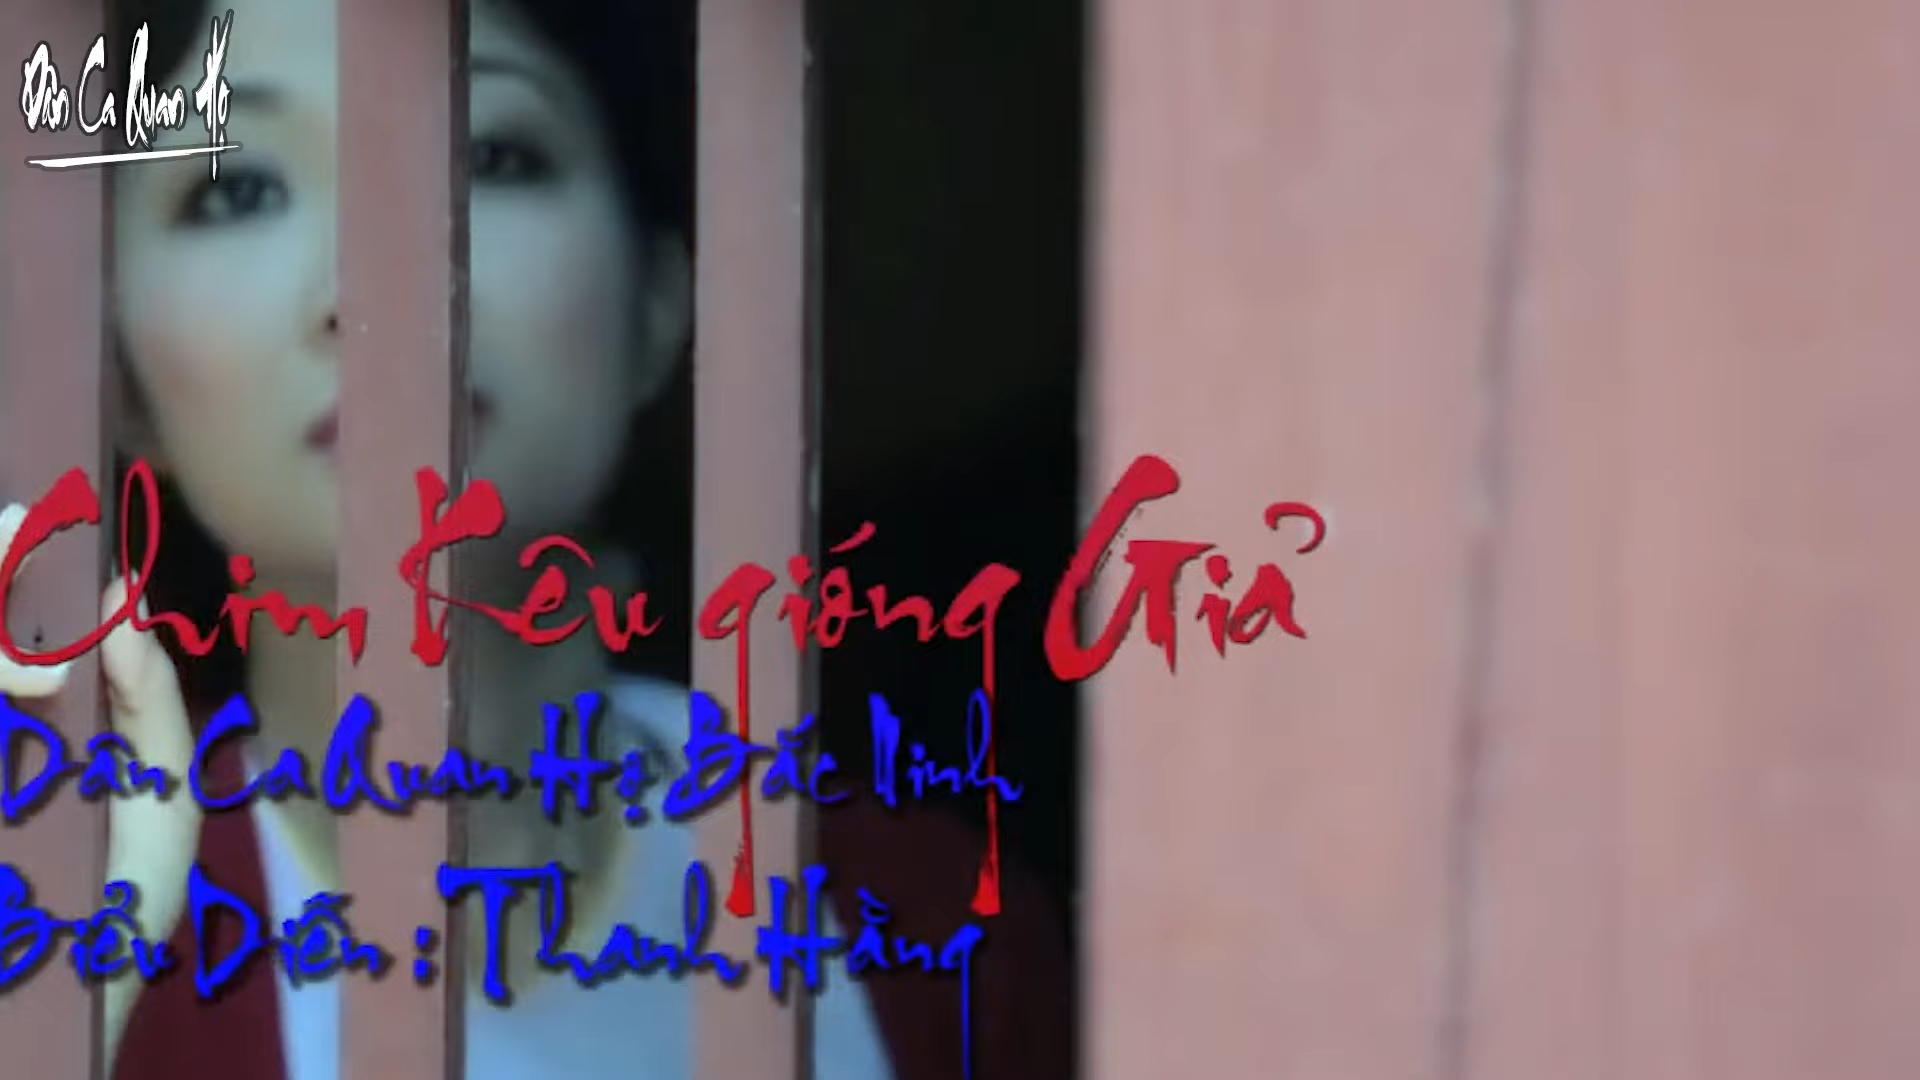 Dân Ca Quan Họ
Chim Kêu giống Giả
Dân Ca Quan Họ Bắc Ninh
Biểu Diễn : Thanh Hằng